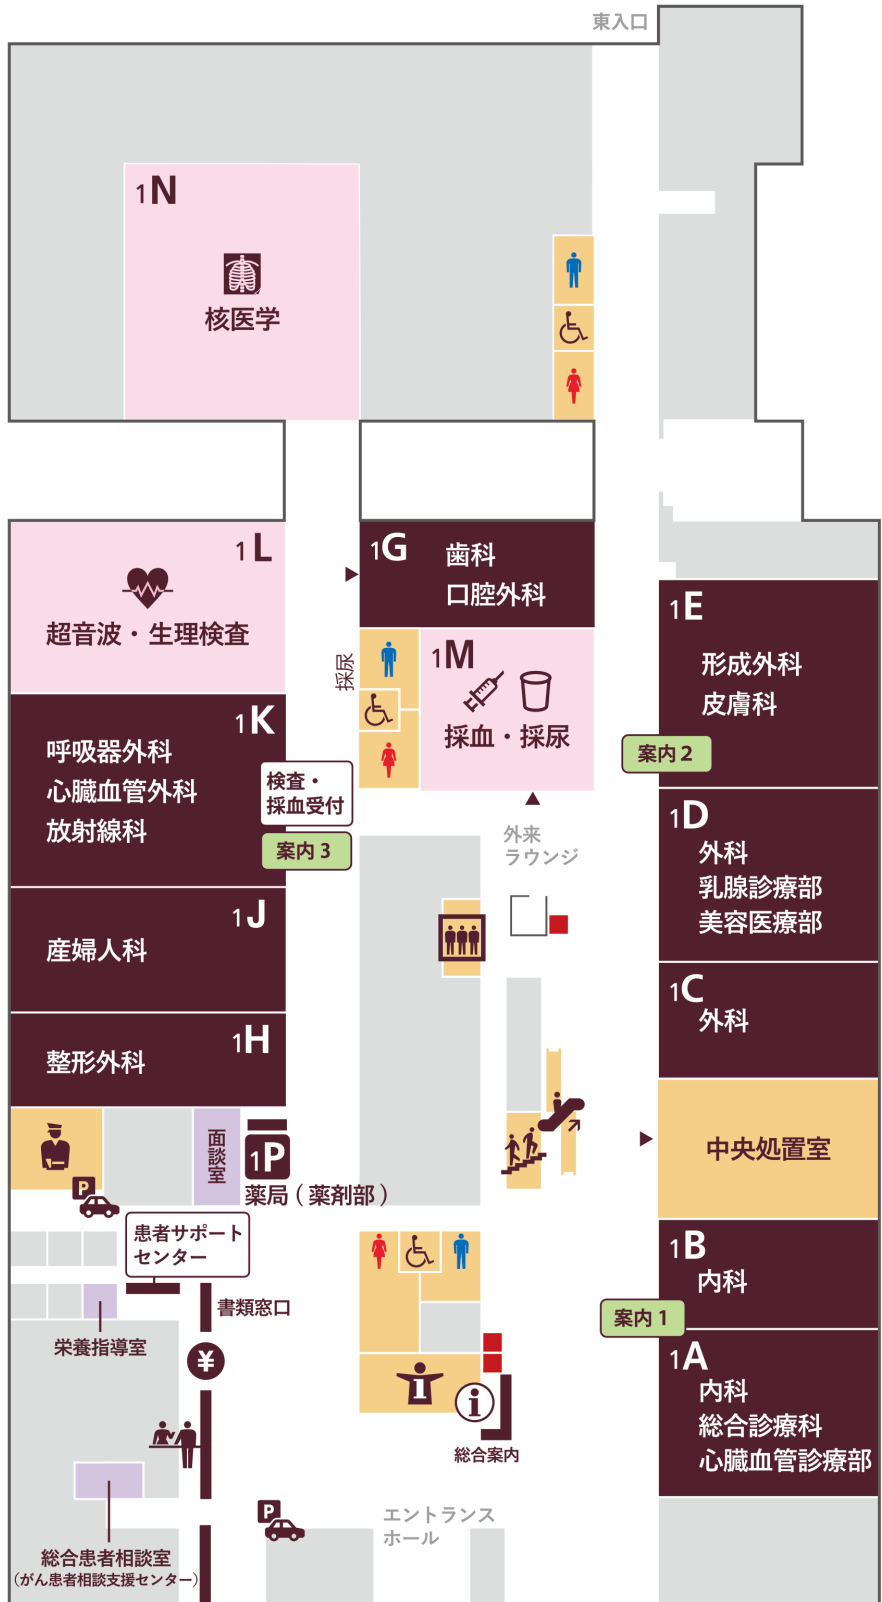 東入口
1N
核医学
1L
超音波・生理検査
1G
歯科
口腔外科
採尿
1M
採血・採尿
1K
呼吸器外科
心臓血管外科
放射線科
検査・
採血受付
案内3
1E
形成外科
皮膚科
案内2
外来
ラウンジ
1D
外科
乳腺診療部
美容医療部
1J
産婦人科
1C
外科
1H
整形外科
面談室
1P
薬局(薬剤部)
中央処置室
P
患者サポート
センター
1B
内科
案内1
書類窓口
栄養指導室
¥
1A
内科
総合診療科
心臓血管診療部
i
i
総合案内
P
エントランス
ホール
総合患者相談室
(がん患者相談支援センター)